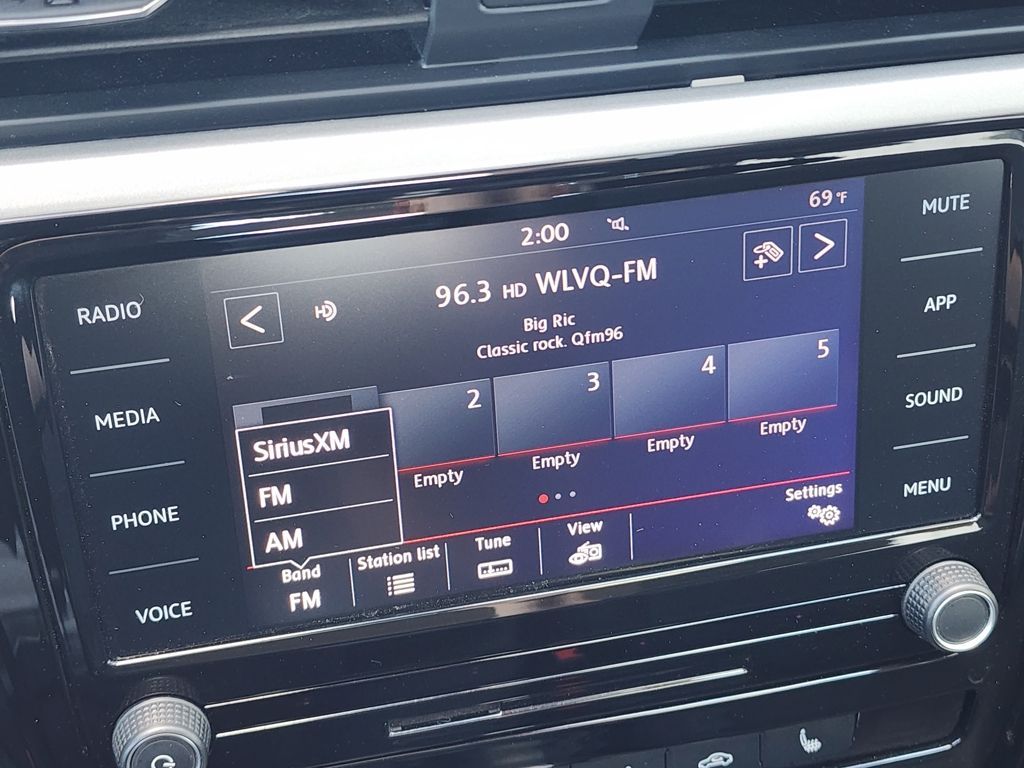 2:00
69°F
96.3 HD WLVQ-FM
Big Ric
Classic rock. Qfm96
HD
2
3
4
5
Empty
Empty
Empty
Empty
SiriusXM
FM
AM
Band
FM
Station list
Tune
View
Settings
RADIO
MEDIA
PHONE
VOICE
MUTE
APP
SOUND
MENU